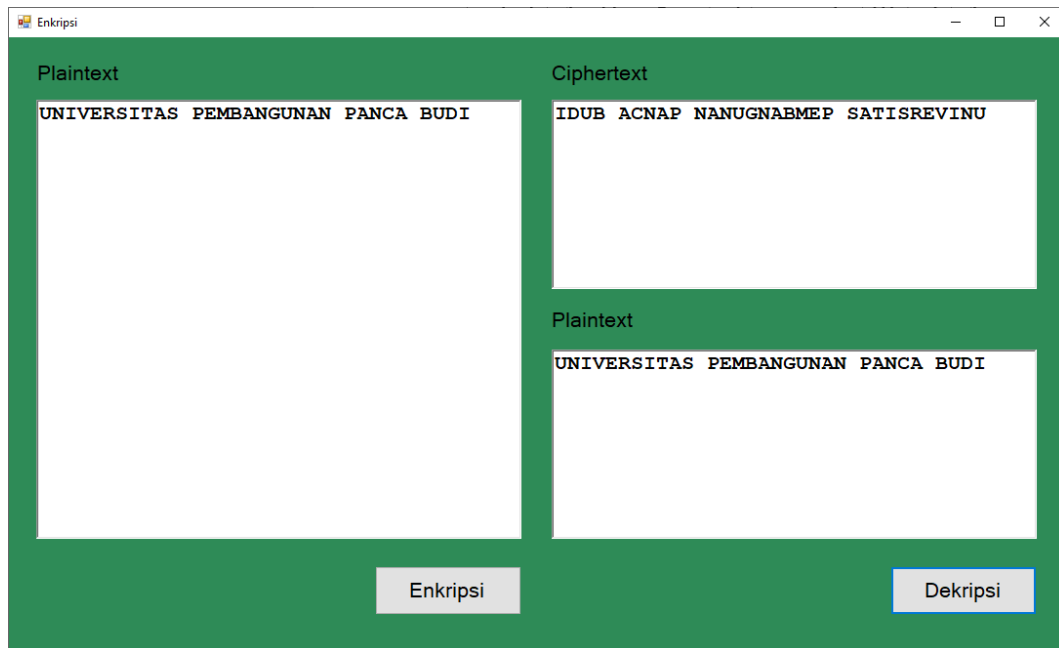 Enkripsi
Plaintext
UNIVERSITAS PEMBANGUNAN PANCA BUDI
Ciphertext
IDUB ACNAP NANUGNABMEP SATISREVINU
Plaintext
UNIVERSITAS PEMBANGUNAN PANCA BUDI
Enkripsi
Dekripsi